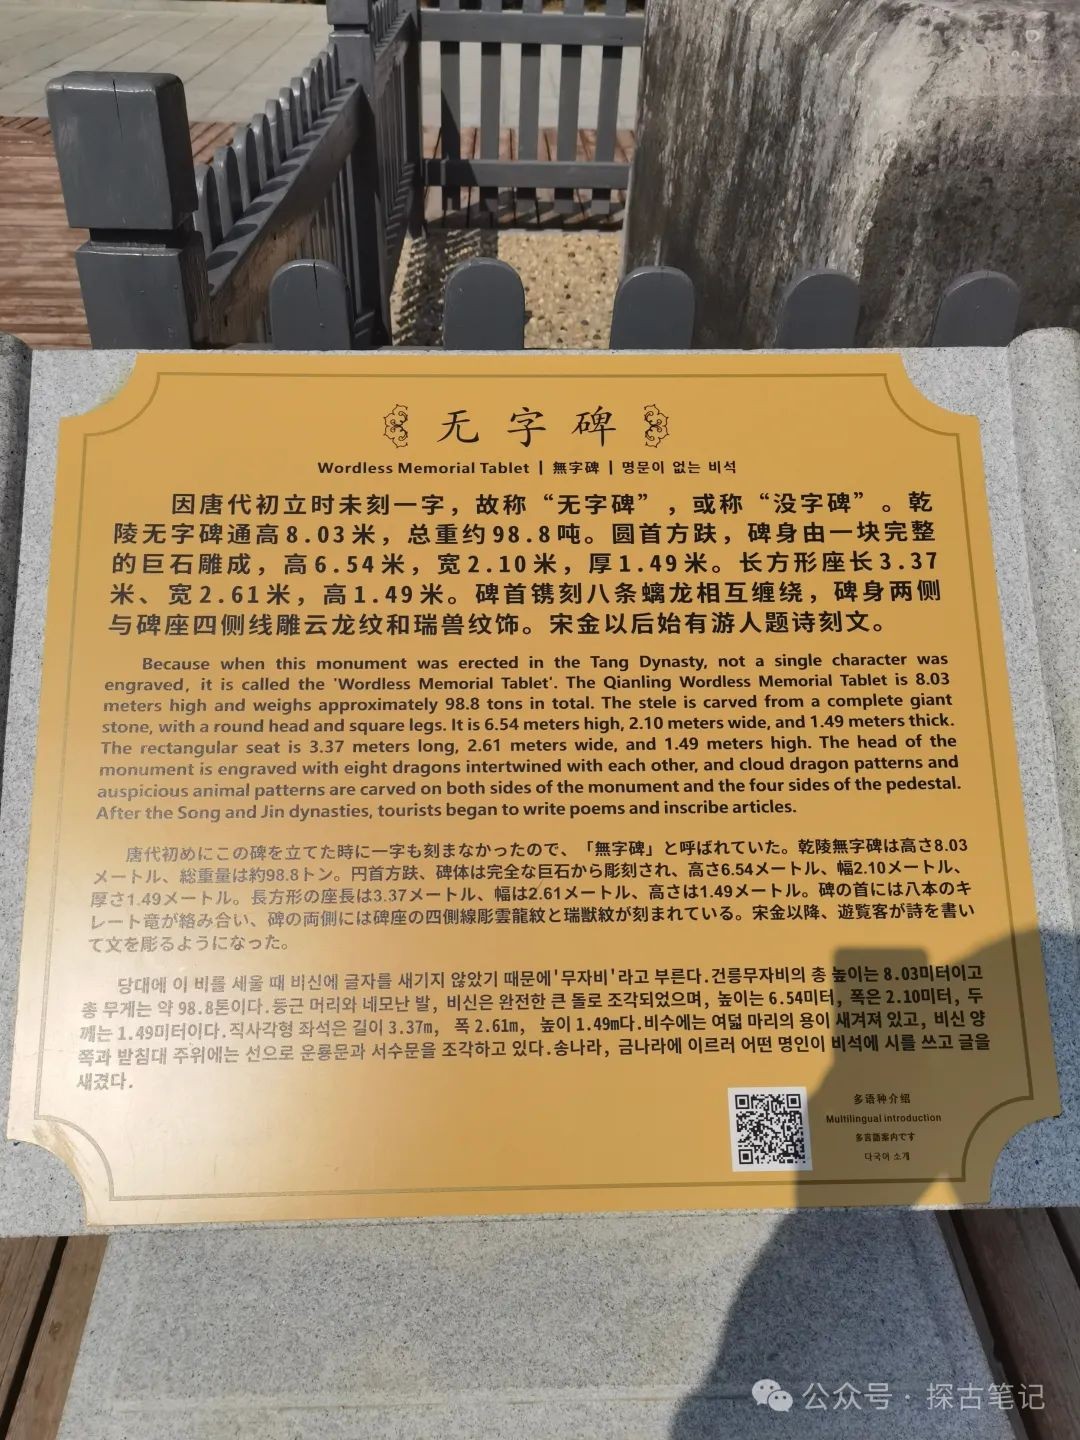 无字碑
Wordless Memorial Tablet | 無字碑 | 명문이 없는 비석
因唐代初立时未刻一字，故称“无字碑”，或称“没字碑”。乾
陵无字碑通高8.03米，总重约98.8吨。圆首方趺，碑身由一块完整
的巨石雕成，高6.54米，宽2.10米，厚1.49米。长方形座长3.37
米、宽2.61米，高1.49米。碑首镌刻八条螭龙相互缠绕，碑身两侧
与碑座四侧线雕云龙纹和瑞兽纹饰。宋金以后始有游人题诗刻文。
Because when this monument was erected in the Tang Dynasty, not a single character was
engraved, it is called the 'Wordless Memorial Tablet'. The Qianling Wordless Memorial Tablet is 8.03
meters high and weighs approximately 98.8 tons in total. The stele is carved from a complete giant
stone, with a round head and square legs. It is 6.54 meters high, 2.10 meters wide, and 1.49 meters thick.
The rectangular seat is 3.37 meters long, 2.61 meters wide, and 1.49 meters high. The head of the
monument is engraved with eight dragons intertwined with each other, and cloud dragon patterns and
auspicious animal patterns are carved on both sides of the monument and the four sides of the pedestal.
After the Song and Jin dynasties, tourists began to write poems and inscribe articles.
唐代初めにこの碑を立てた時に一字も刻まなかったので、「無字碑」と呼ばれていた。乾陵無字碑は高さ8.03
メートル、総重量は約98.8トン。円首方趺、碑体は完全な巨石から彫刻され、高さ6.54メートル、幅2.10メートル、
厚さ1.49メートル。長方形の座長は3.37メートル、幅は2.61メートル、高さは1.49メートル。碑の首には八本のキ
レート竜が絡み合い、碑の両側には碑座の四側線彫雲龍紋と瑞獣紋が刻まれている。宋金以降、遊覧客が詩を書い
て文を彫るようになった。
당대에 이 비를 세울 때 비신에 글자를 새기지 않았기 때문에'무자비'라고 부른다.건릉무자비의 총 높이는 8.03미터이고
총 무게는 약 98.8톤이다.둥근 머리와 네모난 발, 비신은 완전한 큰 돌로 조각되었으며, 높이는 6.54미터, 폭은 2.10미터, 두
께는 1.49미터이다.직사각형 좌석은 길이 3.37m, 폭 2.61m, 높이 1.49m다.비수에는 여덟 마리의 용이 새겨져 있고, 비신 양
쪽과 받침대 주위에는 선으로 운룡문과 서수문을 조각하고 있다.송나라, 금나라에 이르러 어떤 명인이 비석에 시를 쓰고 글을
새겼다.
多语种介绍
Multilingual introduction
多言語案内です
다국어 소개
公众号·探古笔记